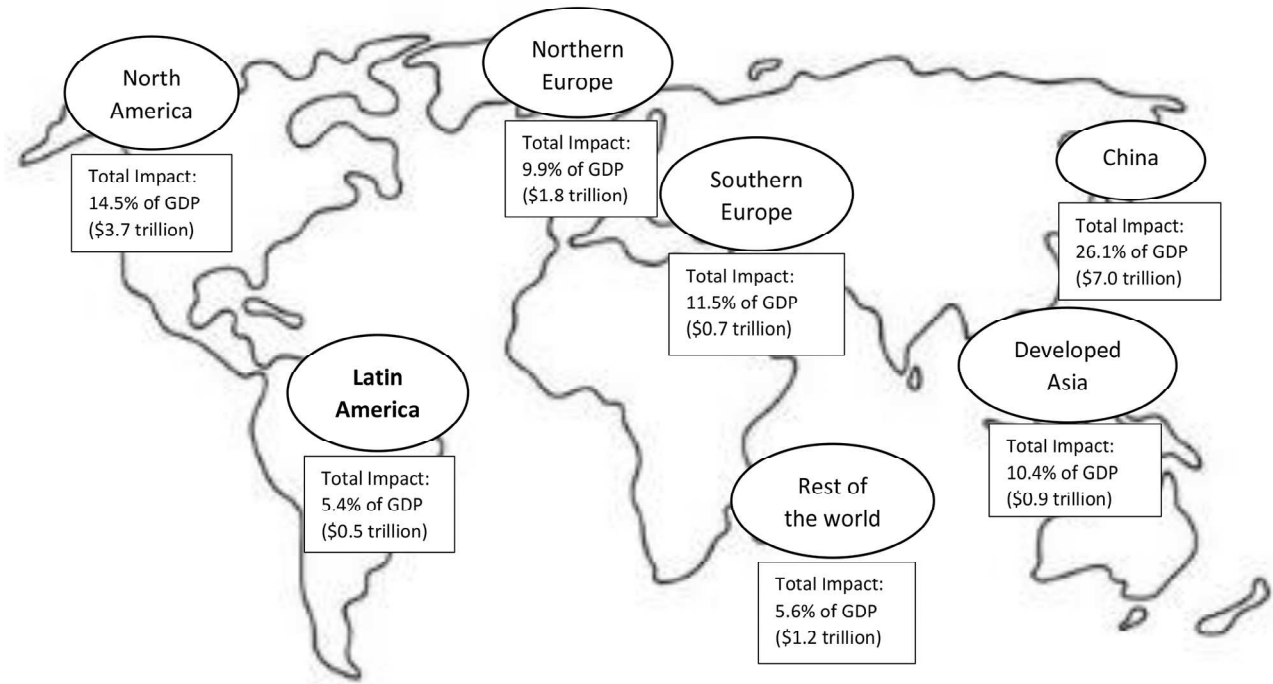 North
America
Total Impact:
14.5% of GDP
($3.7 trillion)
Northern
Europe
Total Impact:
9.9% of GDP
($1.8 trillion)
Southern
Europe
Total Impact:
11.5% of GDP
($0.7 trillion)
China
Total Impact:
26.1% of GDP
($7.0 trillion)
Latin
America
Total Impact:
5.4% of GDP
($0.5 trillion)
Developed
Asia
Total Impact:
10.4% of GDP
($0.9 trillion)
Rest of
the world
Total Impact:
5.6% of GDP
($1.2 trillion)